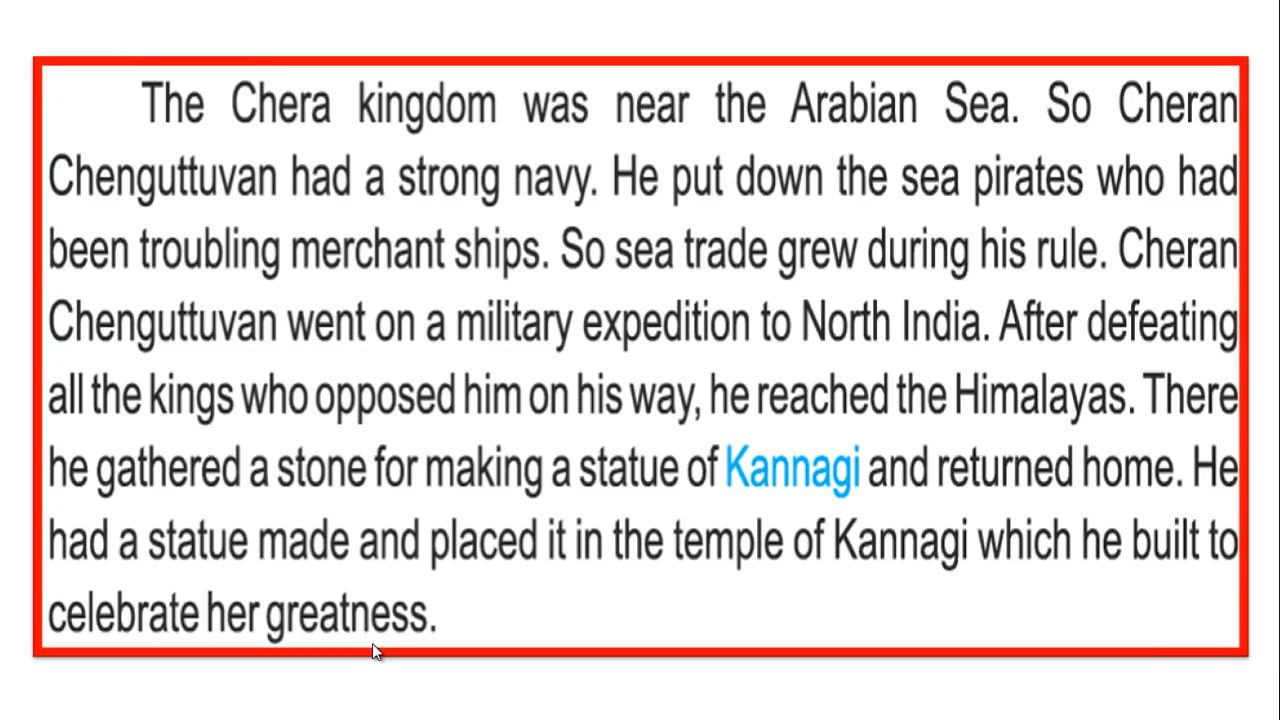 The Chera kingdom was near the Arabian Sea. So Cheran
Chenguttuvan had a strong navy. He put down the sea pirates who had
been troubling merchant ships. So sea trade grew during his rule. Cheran
Chenguttuvan went on a military expedition to North India. After defeating
all the kings who opposed him on his way, he reached the Himalayas. There
he gathered a stone for making a statue of Kannagi and returned home. He
had a statue made and placed it in the temple of Kannagi which he built to
celebrate her greatness.